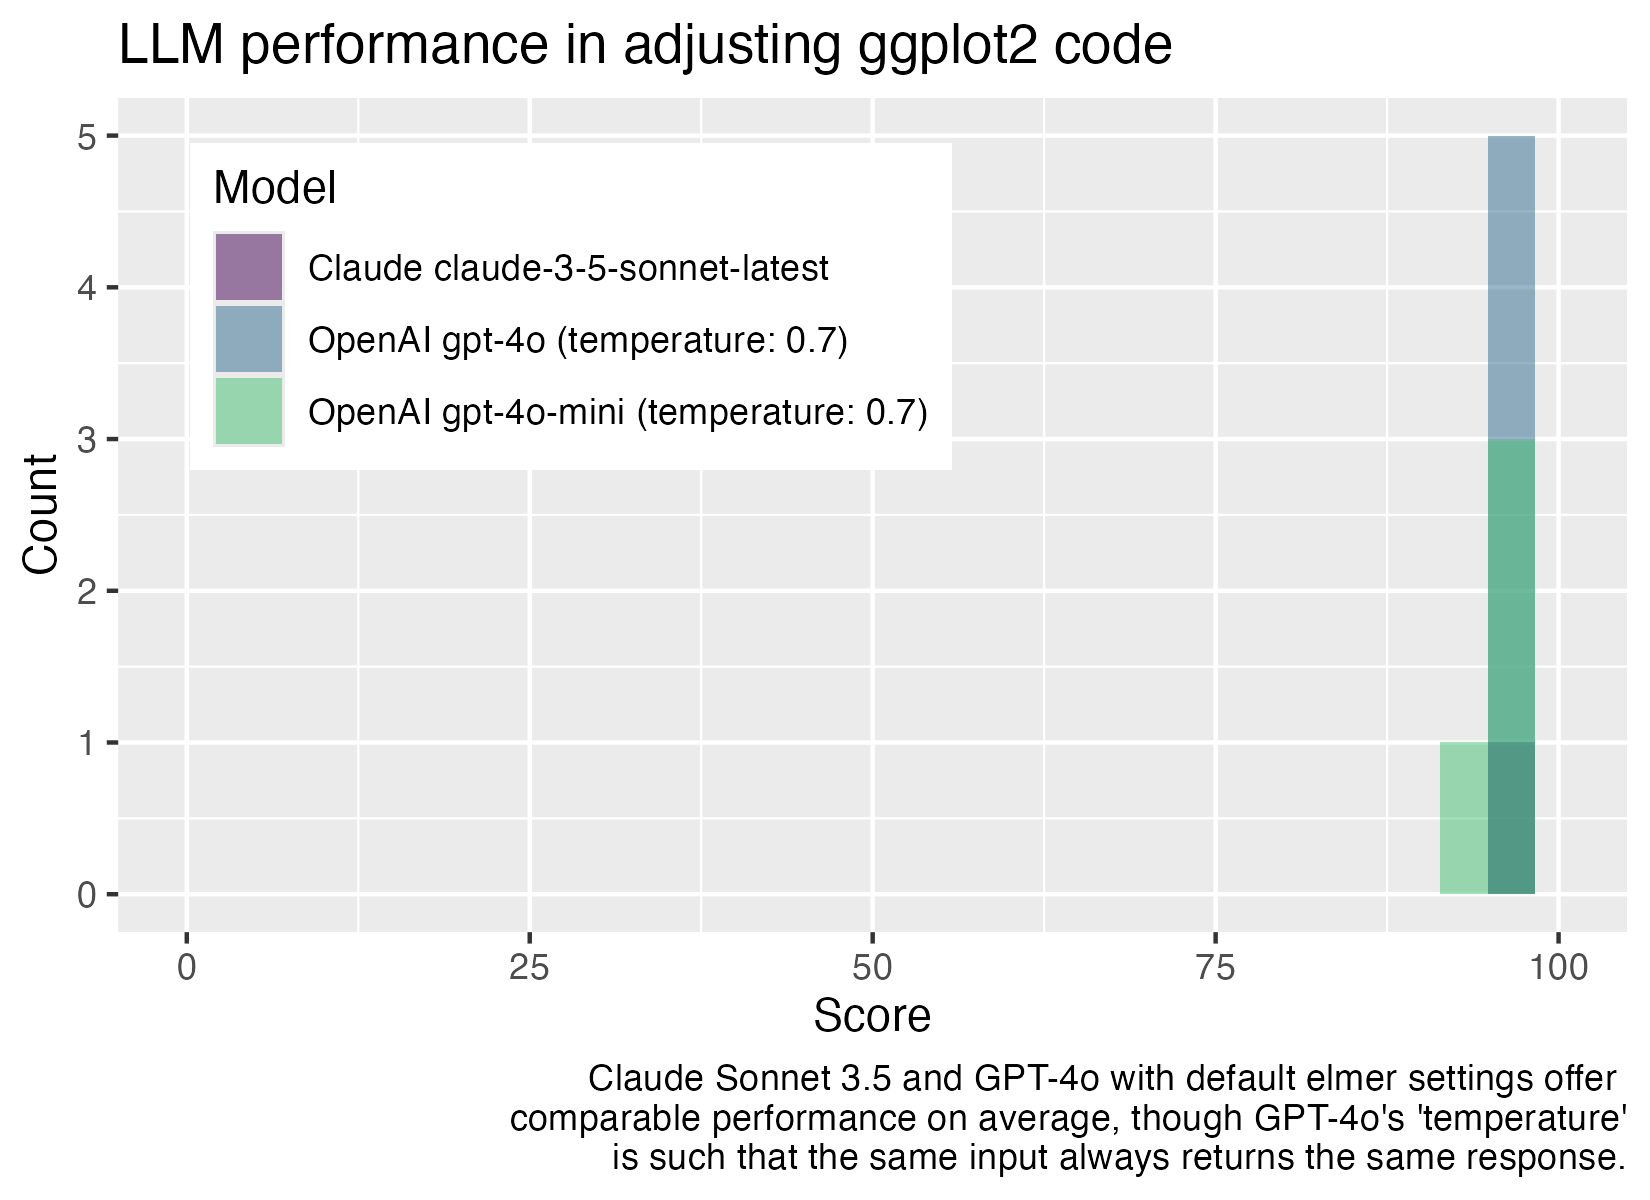 LLM performance in adjusting ggplot2 code
5
4
3
2
1
0
Count
Model
Claude claude-3-5-sonnet-latest
OpenAI gpt-4o (temperature: 0.7)
OpenAI gpt-4o-mini (temperature: 0.7)
0 25 50 75 100
Score
Claude Sonnet 3.5 and GPT-4o with default elmer settings offer
comparable performance on average, though GPT-4o's 'temperature'
is such that the same input always returns the same response.